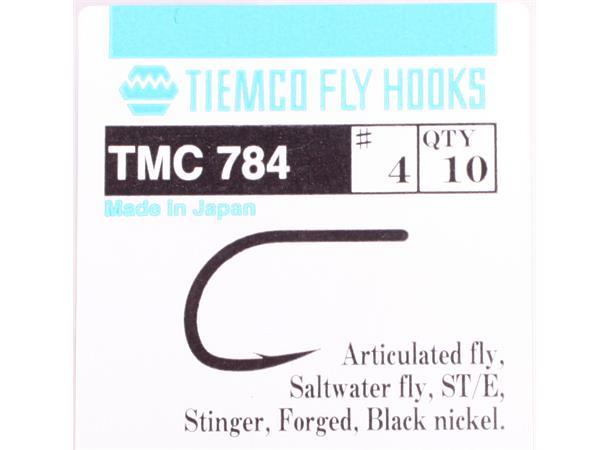 TIEMCO FLY HOOKS
TMC 784 # 4 QTY 10
Made in Japan
Articulated fly,
Saltwater fly, ST/E,
Stinger, Forged, Black nickel.